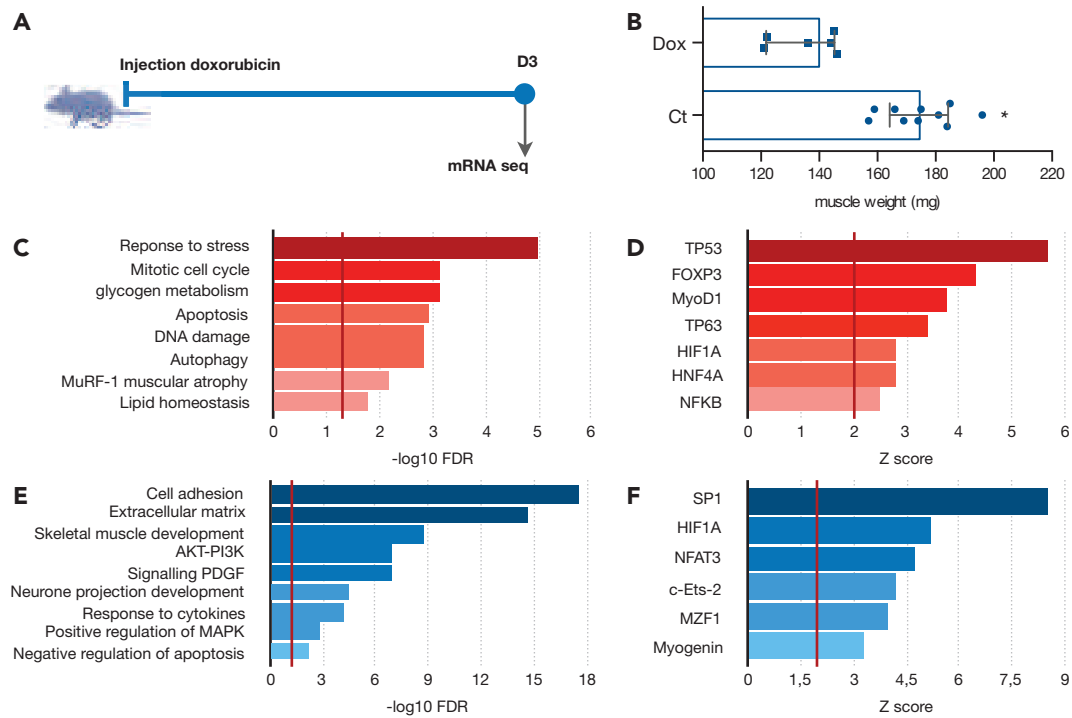 A
Injection doxorubicin
D3
mRNA seq
B
Dox
Ct
*
100 120 140 160 180 200 220
muscle weight (mg)
C
Reponse to stress
Mitotic cell cycle
glycogen metabolism
Apoptosis
DNA damage
Autophagy
MuRF-1 muscular atrophy
Lipid homeostasis
0 1 2 3 4 5 6
-log10 FDR
D
TP53
FOXP3
MyoD1
TP63
HIF1A
HNF4A
NFKB
0 1 2 3 4 5 6
Z score
E
Cell adhesion
Extracellular matrix
Skeletal muscle development
AKT-PI3K
Signalling PDGF
Neurone projection development
Response to cytokines
Positive regulation of MAPK
Negative regulation of apoptosis
0 3 6 9 12 15 18
-log10 FDR
F
SP1
HIF1A
NFAT3
c-Ets-2
MZF1
Myogenin
0 1,5 3 4,5 6 7,5 9
Z score